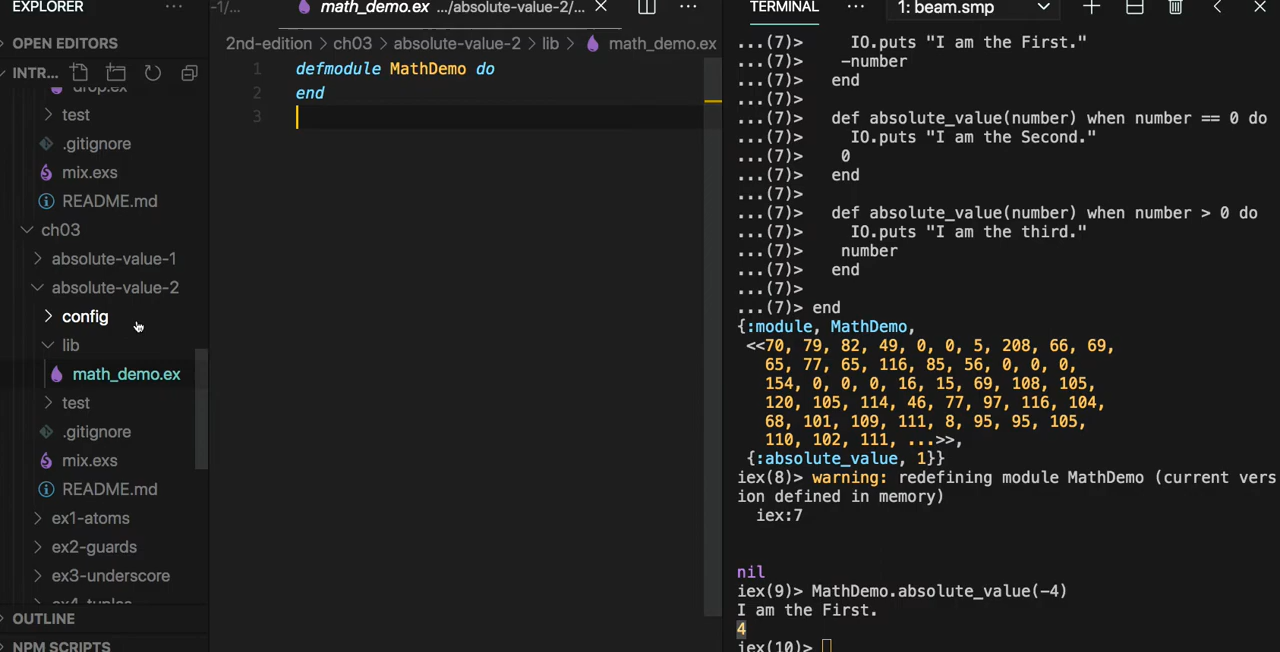 EXPLORER
...
OPEN EDITORS
INTR...
drop.ex
test
.gitignore
mix.exs
README.md
ch03
absolute-value-1
absolute-value-2
config
lib
math_demo.ex
test
.gitignore
mix.exs
README.md
ex1-atoms
ex2-guards
ex3-underscore
ex4-tuples
OUTLINE
NPM SCRIPTS
-1/...
math_demo.ex .../absolute-value-2/...
...
2nd-edition > ch03 > absolute-value-2 > lib > math_demo.ex
1 defmodule MathDemo do
2 end
3
TERMINAL
...
1: beam.smp
...(7)>     IO.puts "I am the First."
...(7)>    -number
...(7)>   end
...(7)>
...(7)>   def absolute_value(number) when number == 0 do
...(7)>     IO.puts "I am the Second."
...(7)>    0
...(7)>   end
...(7)>
...(7)>   def absolute_value(number) when number > 0 do
...(7)>     IO.puts "I am the third."
...(7)>    number
...(7)>   end
...(7)>
...(7)> end
{:module, MathDemo,
<<70, 79, 82, 49, 0, 0, 5, 208, 66, 69,
65, 77, 65, 116, 85, 56, 0, 0, 0,
154, 0, 0, 0, 16, 15, 69, 108, 105,
120, 105, 114, 46, 77, 97, 116, 104,
68, 101, 109, 111, 8, 95, 95, 105,
110, 102, 111, ...>>,
{:absolute_value, 1}}
iex(8)> warning: redefining module MathDemo (current vers
ion defined in memory)
iex:7
nil
iex(9)> MathDemo.absolute_value(-4)
I am the First.
4
iex(10)>